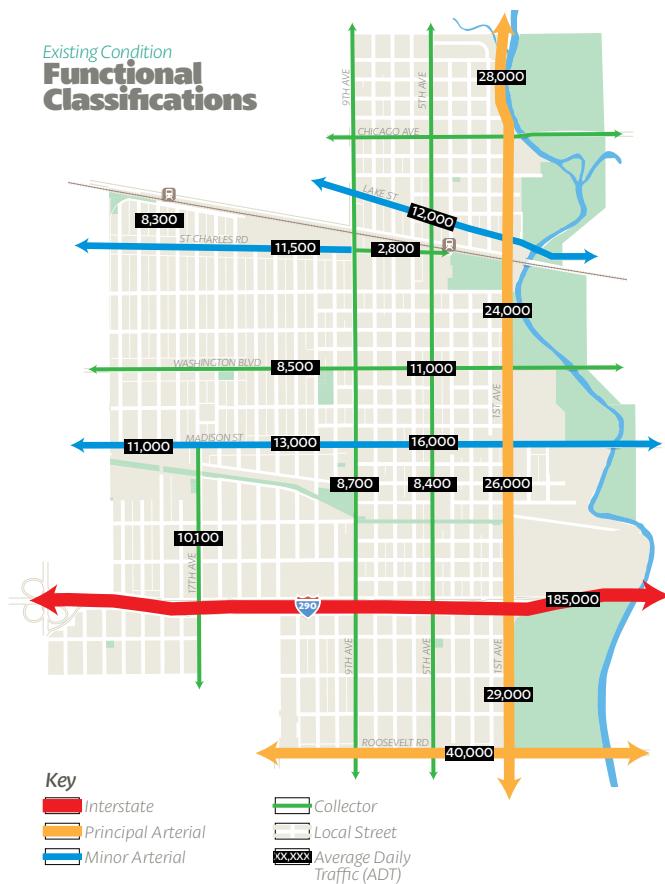 Existing Condition
Functional
Classifications
28,000
9TH AVE
5TH AVE
CHICAGO AVE
LAKE ST
12,000
8,300
ST CHARLES RD
11,500
2,800
24,000
WASHINGTON BLVD
8,500
11,000
1ST AVE
MADISON ST
11,000
13,000
16,000
8,700
8,400
26,000
10,100
17TH AVE
290
185,000
9TH AVE
5TH AVE
1ST AVE
29,000
ROOSEVELT RD
40,000
Key
Interstate
Principal Arterial
Minor Arterial
Collector
Local Street
XX,XXX Average Daily
Traffic (ADT)